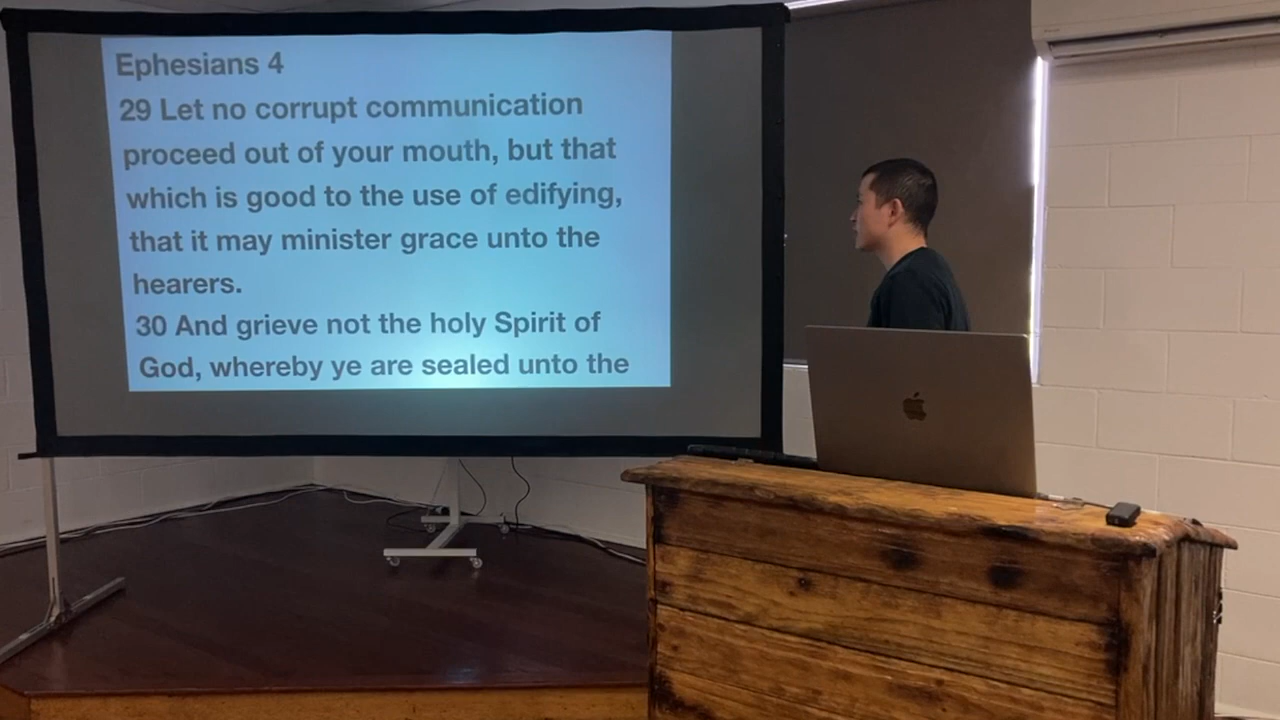 Ephesians 4
29 Let no corrupt communication
proceed out of your mouth, but that
which is good to the use of edifying,
that it may minister grace unto the
hearers.
30 And grieve not the holy Spirit of
God, whereby ye are sealed unto the